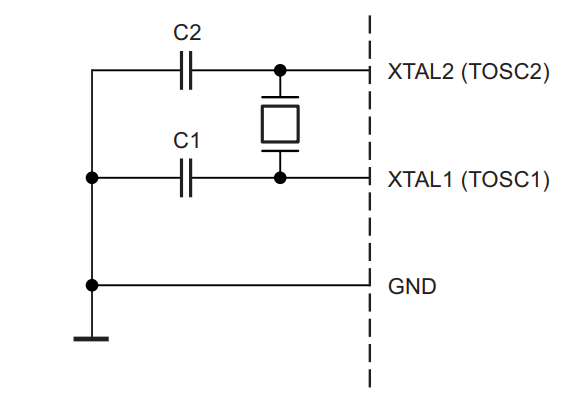 C2
XTAL2 (TOSC2)
C1
XTAL1 (TOSC1)
GND